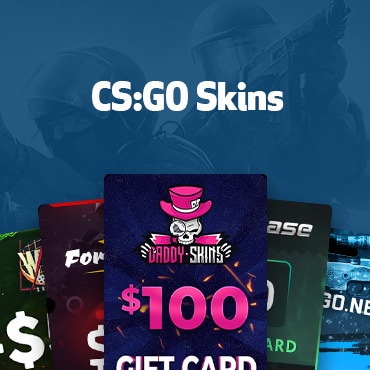 CS:GO Skins
DADDY-SKINS
$100
GIFT CARD
ASE
ARD
GO.NE
For
W
$